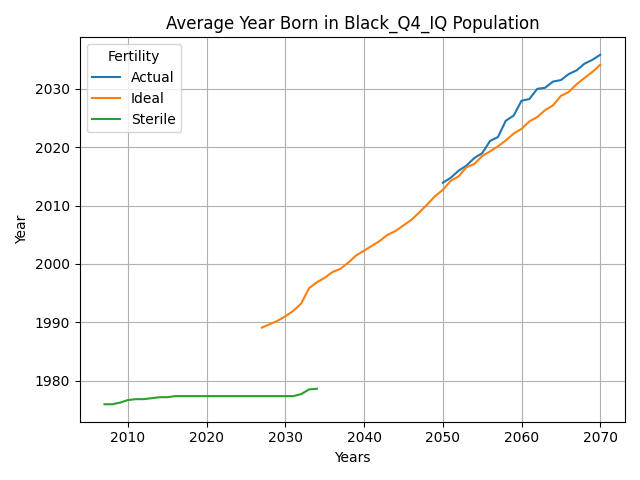 Average Year Born in Black_Q4_IQ Population
Fertility
Actual
Ideal
Sterile
2030
2020
2010
2000
1990
1980
Year
2010 2020 2030 2040 2050 2060 2070
Years